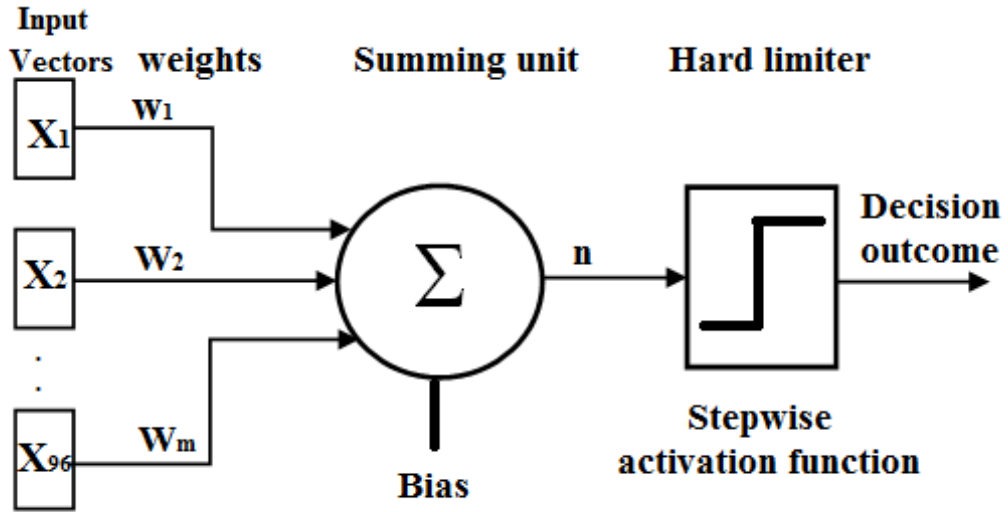 Input
Vectors
weights
Summing unit
Hard limiter
X1
w1
X2
W2
.
.
X96
Wm
Σ
Bias
n
Decision
outcome
Stepwise
activation function